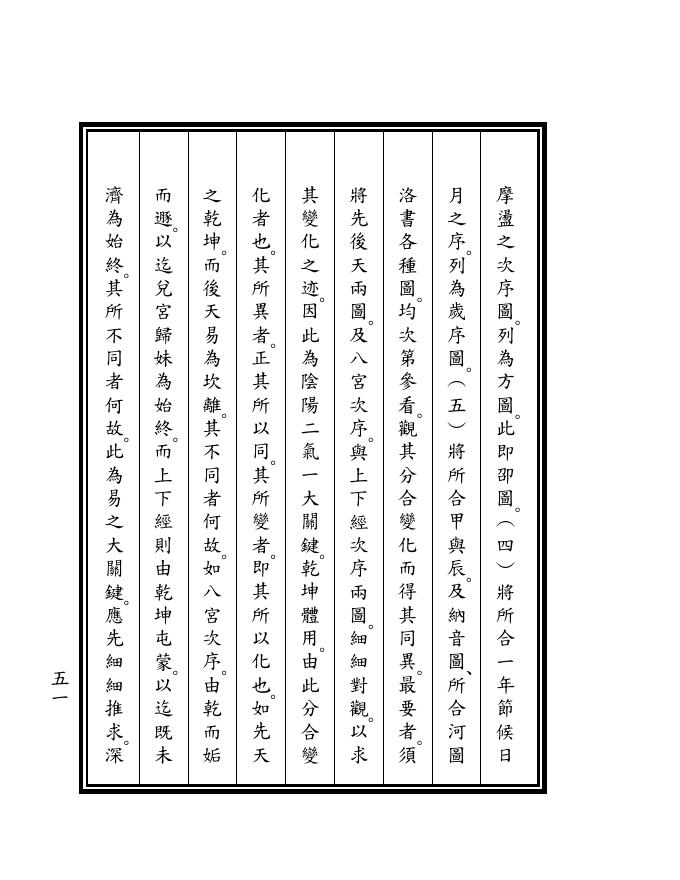 摩盪之次序圖。列為方圖。此即卲圖。（四）將所合一年節候日
月之序。列為歲序圖。（五）將所合甲與辰。及納音圖、所合河圖
洛書各種圖。均次第參看。觀其分合變化而得其同異。最要者。須
將先後天兩圖。及八宮次序。與上下經次序兩圖。細細對觀。以求
其變化之迹。因此為陰陽二氣一大關鍵。乾坤體用。由此分合變
化者也。其所異者。正其所以同。其所變者。即其所以化也。如先天
之乾坤。而後天易為坎離。其不同者何故。如八宮次序。由乾而姤
而遯。以迄兌宮歸妹為始終。而上下經則由乾坤屯蒙。以迄既未
濟為始終。其所不同者何故。此為易之大關鍵。應先細細推求。深
五一